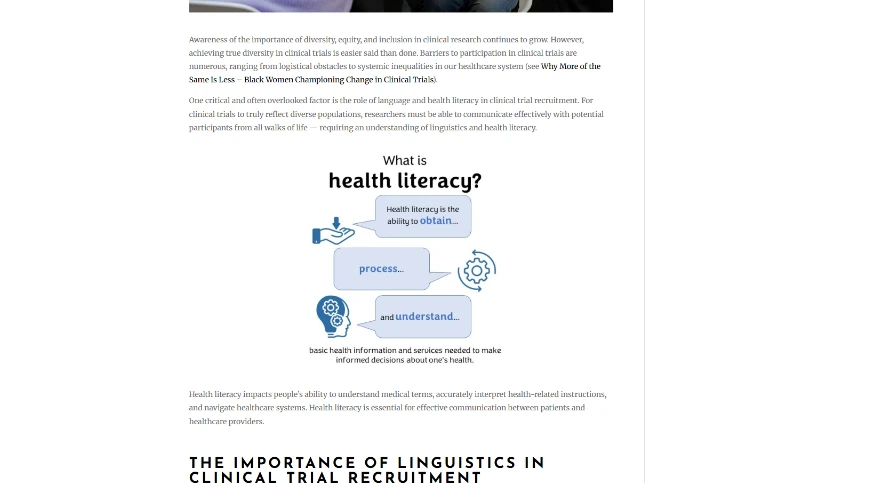 Awareness of the importance of diversity, equity, and inclusion in clinical research continues to grow. However,
achieving true diversity in clinical trials is easier said than done. Barriers to participation in clinical trials are
numerous, ranging from logistical obstacles to systemic inequalities in our healthcare system (see Why More of the
Same Is Less – Black Women Championing Change in Clinical Trials).
One critical and often overlooked factor is the role of language and health literacy in clinical trial recruitment. For
clinical trials to truly reflect diverse populations, researchers must be able to communicate effectively with potential
participants from all walks of life — requiring an understanding of linguistics and health literacy.
What is
health literacy?
Health literacy is the
ability to obtain...
process...
and understand...
basic health information and services needed to make
informed decisions about one's health.
Health literacy impacts people's ability to understand medical terms, accurately interpret health-related instructions,
and navigate healthcare systems. Health literacy is essential for effective communication between patients and
healthcare providers.
THE IMPORTANCE OF LINGUISTICS IN
CLINICAL TRIAL RECRUITMENT